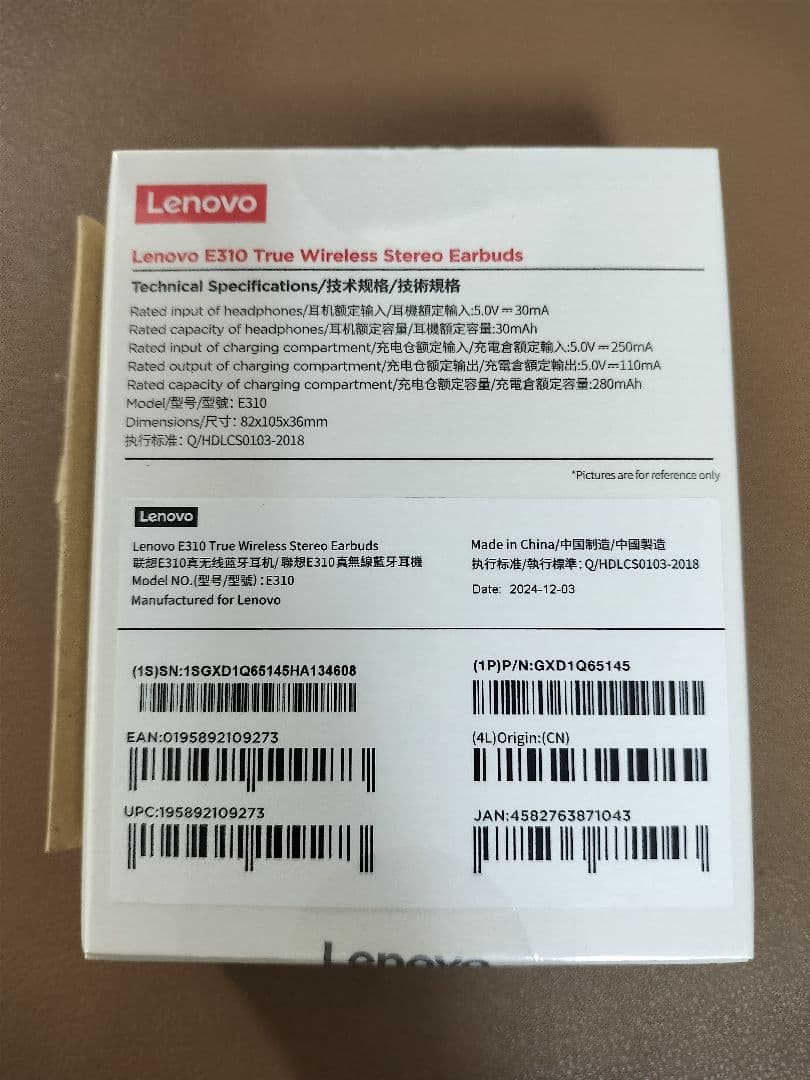 Lenovo
Lenovo E310 True Wireless Stereo Earbuds
Technical Specifications/技术规格/技術規格
Rated input of headphones/耳机额定输入/耳機額定輸入:5.0V⎓30mA
Rated capacity of headphones/耳机额定容量/耳機額定容量:30mAh
Rated input of charging compartment/充电仓额定输入/充電倉額定輸入:5.0V⎓250mA
Rated output of charging compartment/充电仓额定输出/充電倉額定輸出:5.0V⎓110mA
Rated capacity of charging compartment/充电仓额定容量/充電倉額定容量:280mAh
Model/型号/型號: E310
Dimensions/尺寸: 82x105x36mm
执行标准: Q/HDLCS0103-2018
*Pictures are for reference only
Lenovo
Lenovo E310 True Wireless Stereo Earbuds
联想E310真无线蓝牙耳机/ 聯想E310真無線藍牙耳機
Model NO.(型号/型號):E310
Manufactured for Lenovo
Made in China/中国制造/中國製造
执行标准/執行標準: Q/HDLCS0103-2018
Date: 2024-12-03
(1S)SN:1SGXD1Q65145HA134608
(1P)P/N:GXD1Q65145
EAN:0195892109273
(4L)Origin:(CN)
UPC:195892109273
JAN:4582763871043
Lenovo